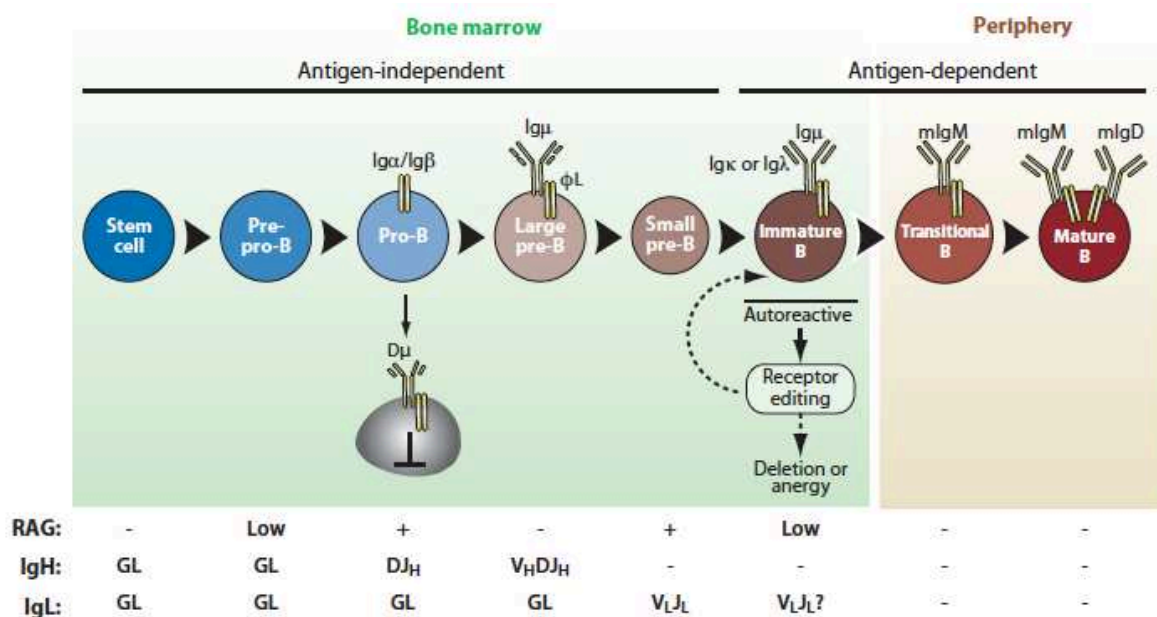 Bone marrow
Periphery
Antigen-independent
Antigen-dependent
Igα/Igβ
Igμ
ϕL
Igμ
Igκ or Igλ
mIgM
mIgM
mIgD
Stem
cell
Pre-
pro-B
Pro-B
Large
pre-B
Small
pre-B
Immature
B
Transitional
B
Mature
B
Dμ
Autoreactive
Receptor
editing
Deletion or
anergy
RAG: - Low + - + Low - -
IgH: GL GL DJH VHDJH - - - -
IgL: GL GL GL GL VLJL VLJL? - -